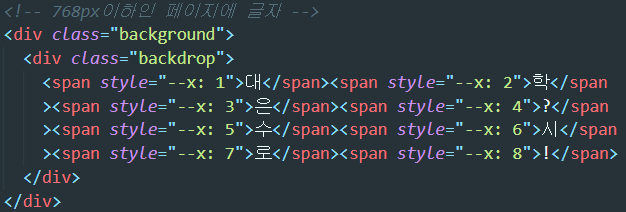 <!-- 768px이하인 페이지에 글자 -->
<div class="background">
<div class="backdrop">
<span style="--x: 1">대</span><span style="--x: 2">학</span
><span style="--x: 3">은</span><span style="--x: 4">?</span
><span style="--x: 5">수</span><span style="--x: 6">시</span
><span style="--x: 7">로</span><span style="--x: 8">!</span>
</div>
</div>